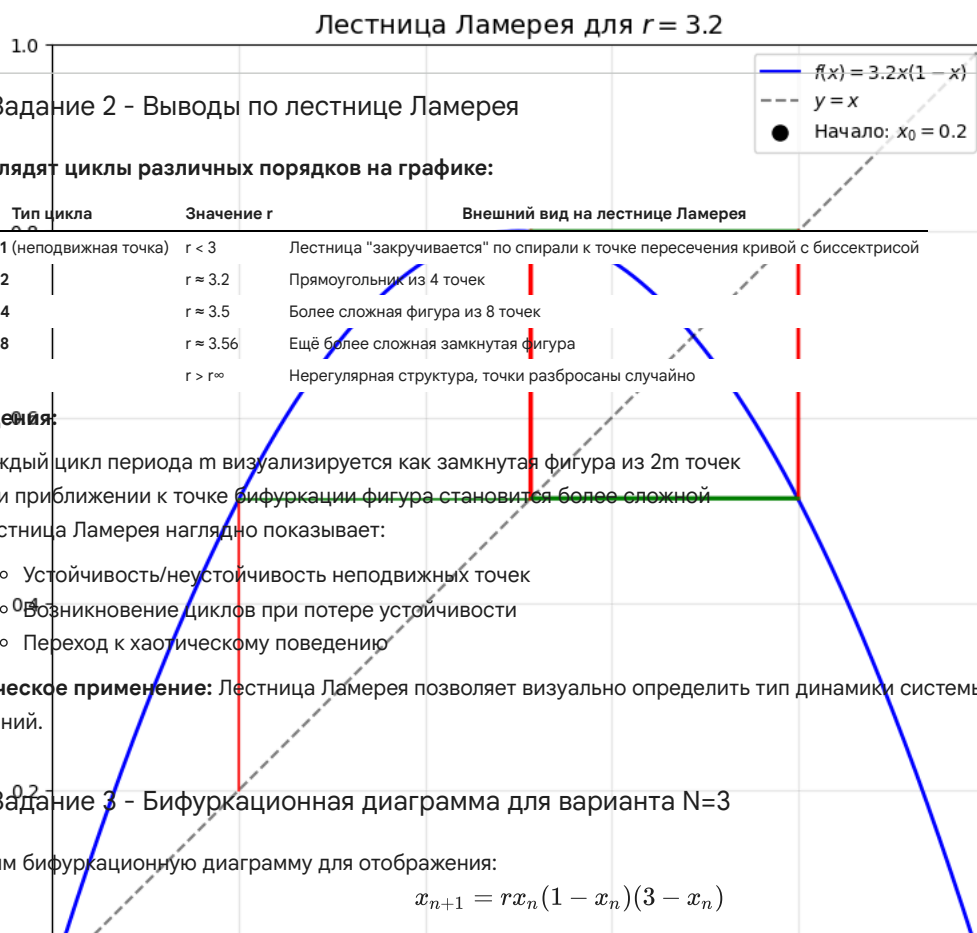 Лестница Ламерея для r = 3.2
1.0
f(x) = 3.2x(1 − x)
y = x
Начало: x₀ = 0.2
Задание 2 - Выводы по лестнице Ламерея
лядят циклы различных порядков на графике:
Тип цикла Значение r Внешний вид на лестнице Ламерея
0.8
1 (неподвижная точка) r < 3 Лестница "закручивается" по спирали к точке пересечения кривой с биссектрисой
2 r ≈ 3.2 Прямоугольник из 4 точек
4 r ≈ 3.5 Более сложная фигура из 8 точек
8 r ≈ 3.56 Ещё более сложная замкнутая фигура
r > r∞ Нерегулярная структура, точки разбросаны случайно
0.6
ения:
ждый цикл периода m визуализируется как замкнутая фигура из 2m точек
и приближении к точке бифуркации фигура становится более сложной
стница Ламерея наглядно показывает:
Устойчивость/неустойчивость неподвижных точек
0.4
Возникновение циклов при потере устойчивости
Переход к хаотическому поведению
ческое применение: Лестница Ламерея позволяет визуально определить тип динамики системы
ний.
0.2
Задание 3 - Бифуркационная диаграмма для варианта N=3
им бифуркационную диаграмму для отображения:
xₙ₊₁ = rxₙ(1 − xₙ)(3 − xₙ)